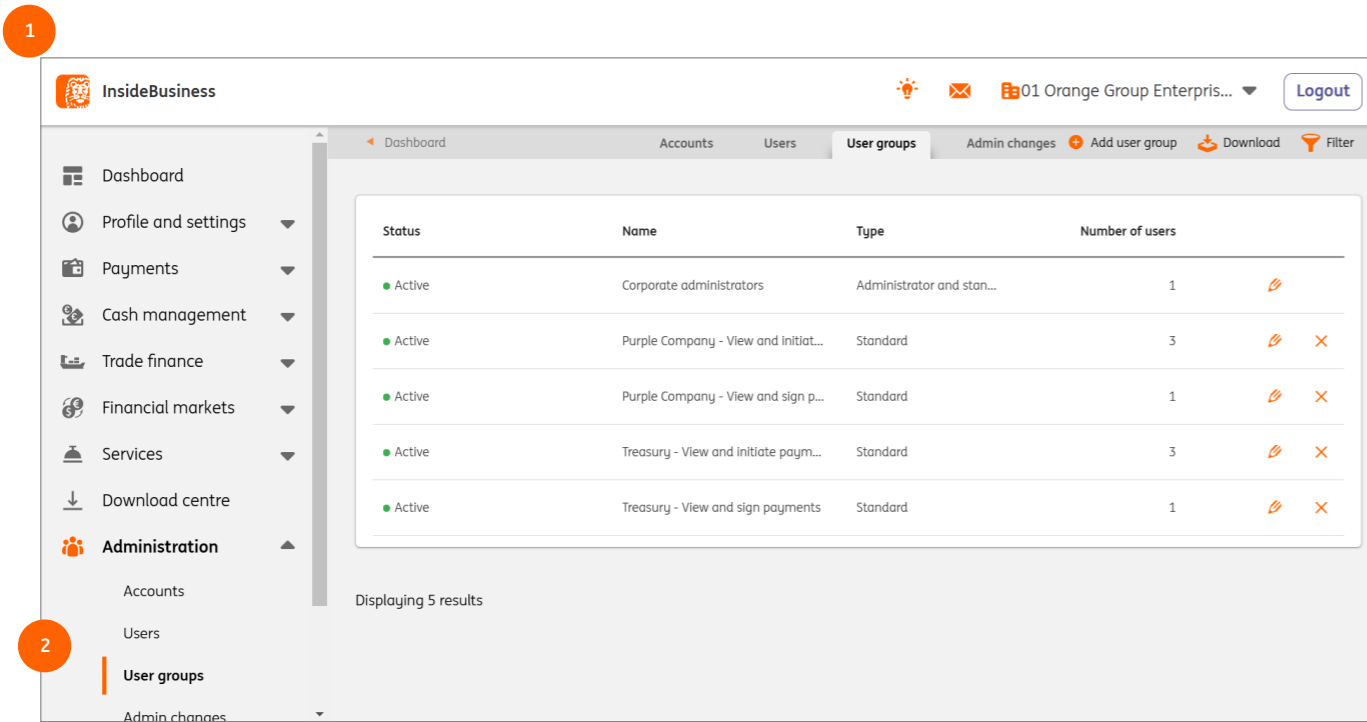 1
InsideBusiness
01 Orange Group Enterpris...
Logout
Dashboard
Accounts
Users
User groups
Admin changes
Add user group
Download
Filter
Dashboard
Profile and settings
Payments
Cash management
Trade finance
Financial markets
Services
Download centre
Administration
Accounts
Users
2
User groups
Admin changes
Status Name Type Number of users
Active Corporate administrators Administrator and stan... 1
Active Purple Company - View and initiat... Standard 3
Active Purple Company - View and sign p... Standard 1
Active Treasury - View and initiate paym... Standard 3
Active Treasury - View and sign payments Standard 1
Displaying 5 results